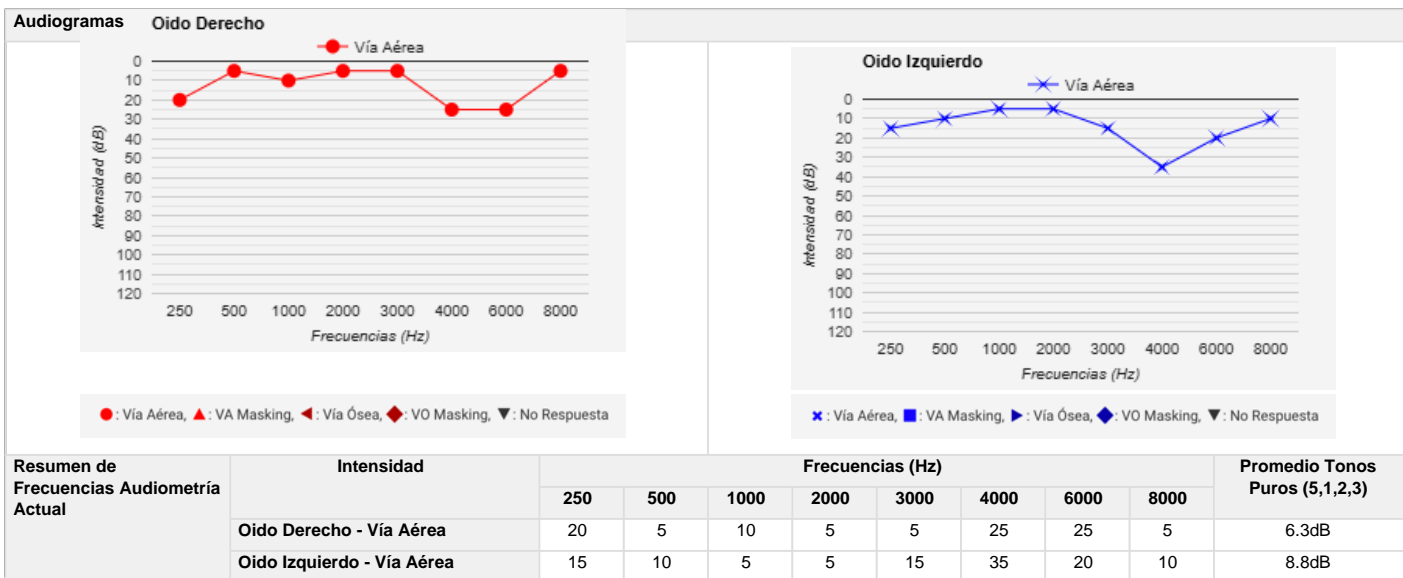 Audiogramas
Oido Derecho
Vía Aérea
0
10
20
30
40
50
60
70
80
90
100
110
120
Intensidad (dB)
250 500 1000 2000 3000 4000 6000 8000
Frecuencias (Hz)
: Vía Aérea, : VA Masking, : Vía Ósea, : VO Masking, : No Respuesta
Oido Izquierdo
Vía Aérea
0
10
20
30
40
50
60
70
80
90
100
110
120
Intensidad (dB)
250 500 1000 2000 3000 4000 6000 8000
Frecuencias (Hz)
: Vía Aérea, : VA Masking, : Vía Ósea, : VO Masking, : No Respuesta
Resumen de
Frecuencias Audiometría
Actual
Intensidad
Frecuencias (Hz)
Promedio Tonos
Puros (5,1,2,3)
250 500 1000 2000 3000 4000 6000 8000
Oido Derecho - Vía Aérea 20 5 10 5 5 25 25 5 6.3dB
Oido Izquierdo - Vía Aérea 15 10 5 5 15 35 20 10 8.8dB